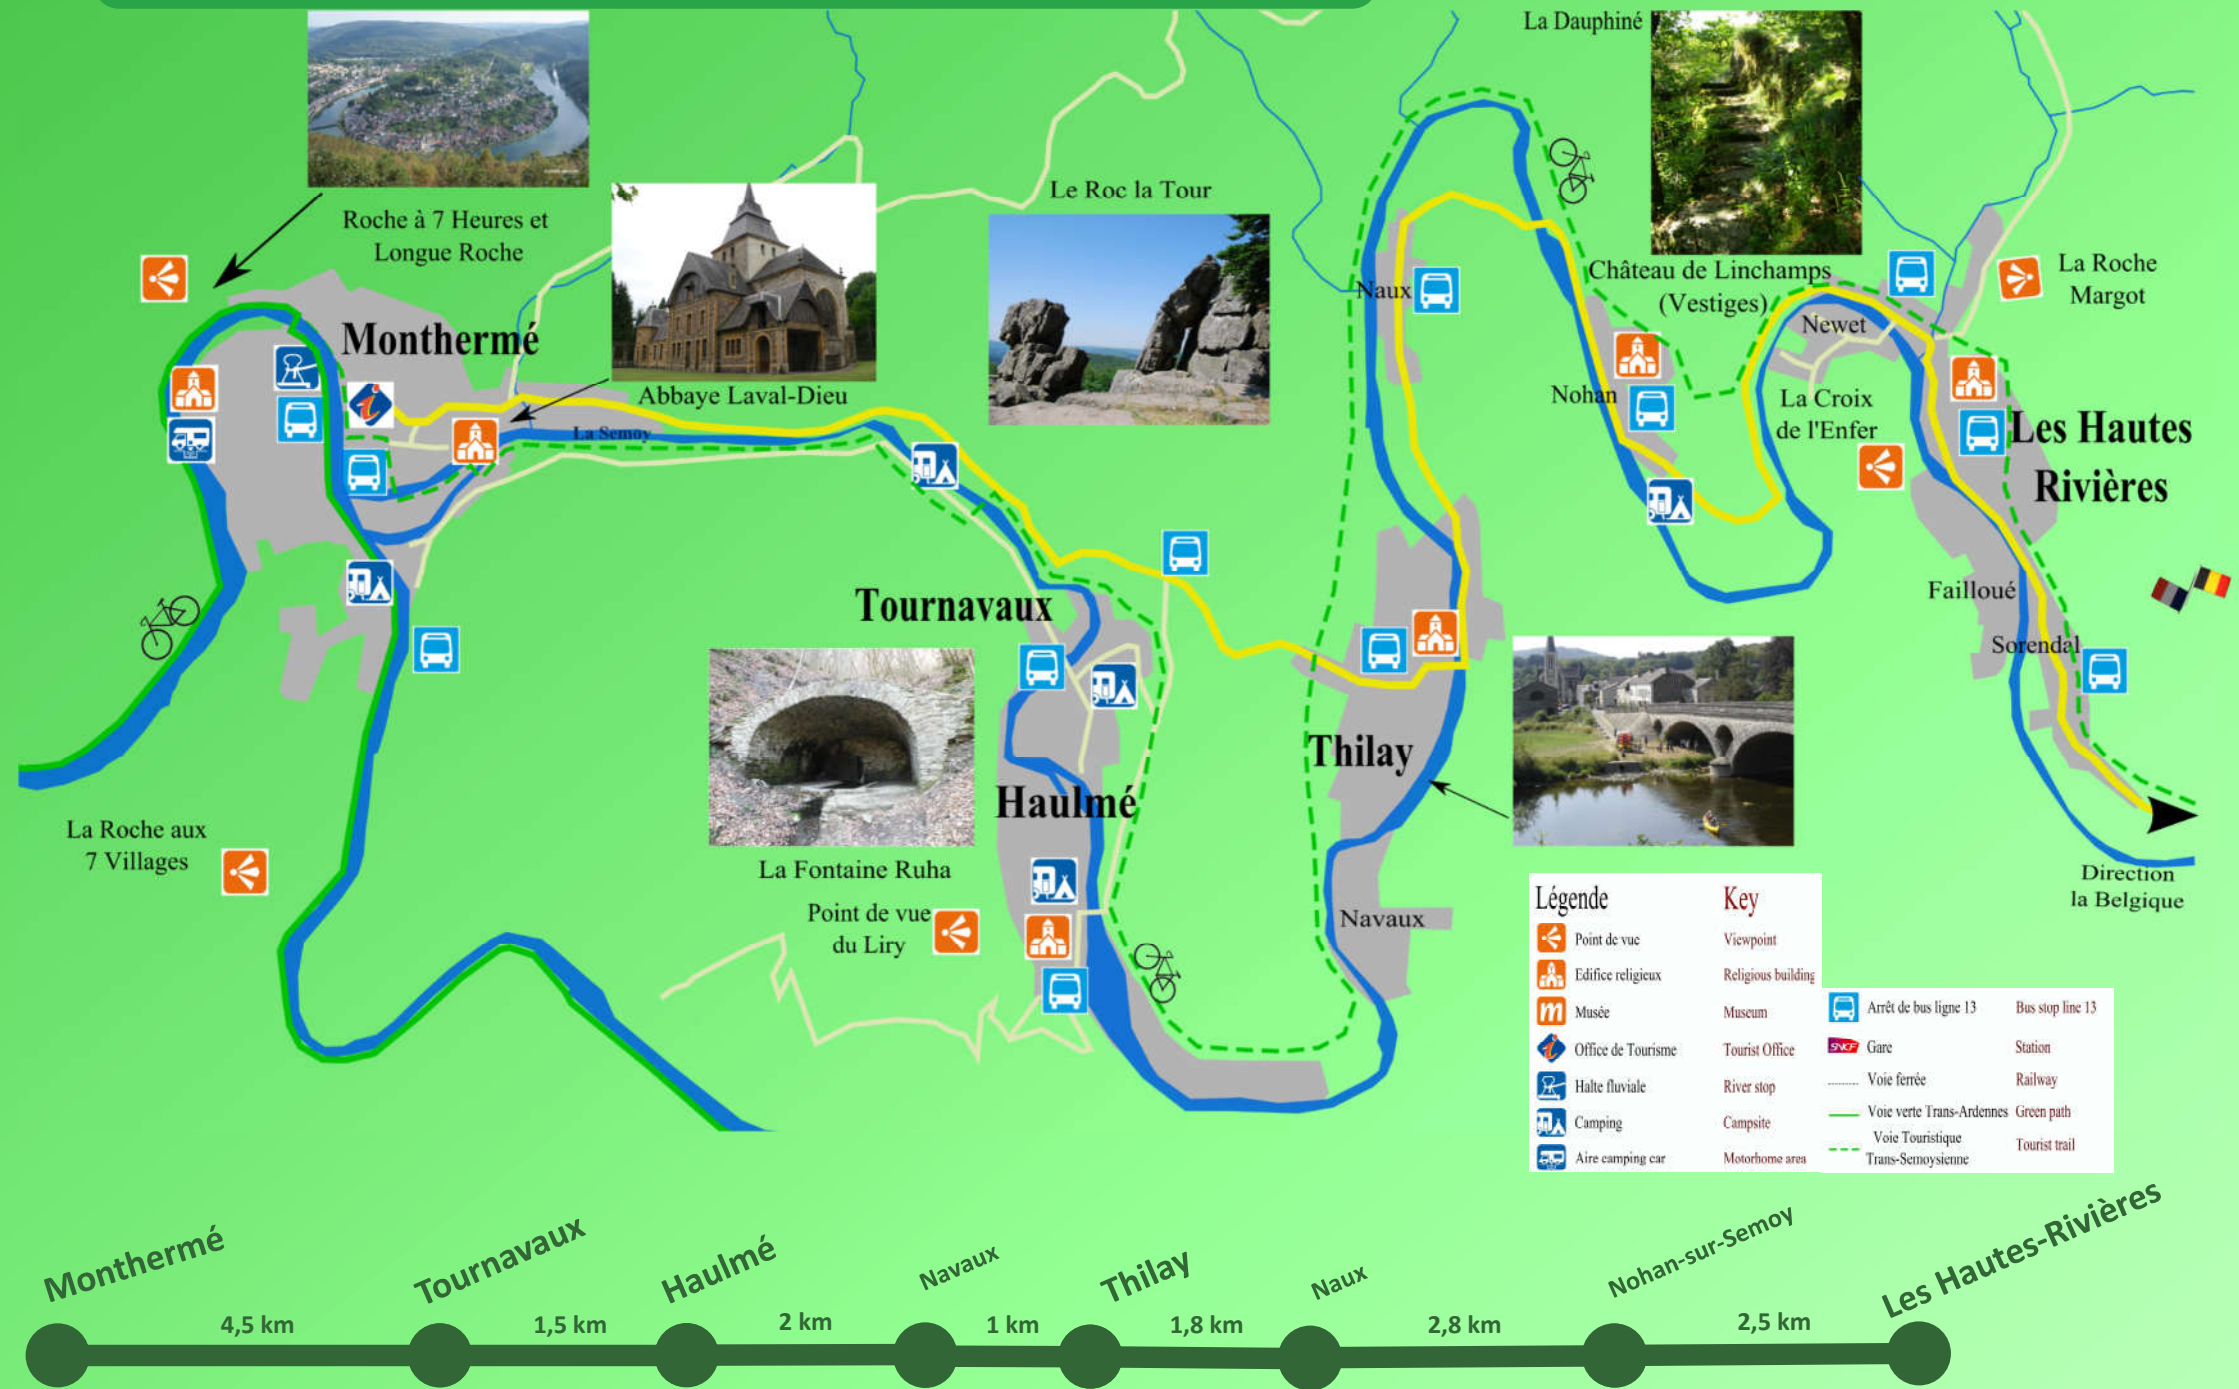 La Dauphiné
Roche à 7 Heures et
Longue Roche
Le Roc la Tour
Abbaye Laval-Dieu
Château de Linchamps
(Vestiges)
La Roche
Margot
Monthermé
La Semoy
Naux
Newet
Nohan
La Croix
de l'Enfer
Les Hautes
Rivières
Failloué
Sorendal
Tournavaux
Thilay
Haulmé
La Roche aux
7 Villages
La Fontaine Ruha
Point de vue
du Liry
Navaux
Direction
la Belgique
Légende Key
Point de vue Viewpoint
Edifice religieux Religious building
m Musée Museum
i Office de Tourisme Tourist Office
Halte fluviale River stop
Camping Campsite
Aire camping car Motorhome area
Arrêt de bus ligne 13 Bus stop line 13
SNCF Gare Station
Voie ferrée Railway
Voie verte Trans-Ardennes Green path
Voie Touristique
Trans-Semoysienne Tourist trail
Monthermé Tournavaux Haulmé Navaux Thilay Naux Nohan-sur-Semoy Les Hautes-Rivières
4,5 km 1,5 km 2 km 1 km 1,8 km 2,8 km 2,5 km